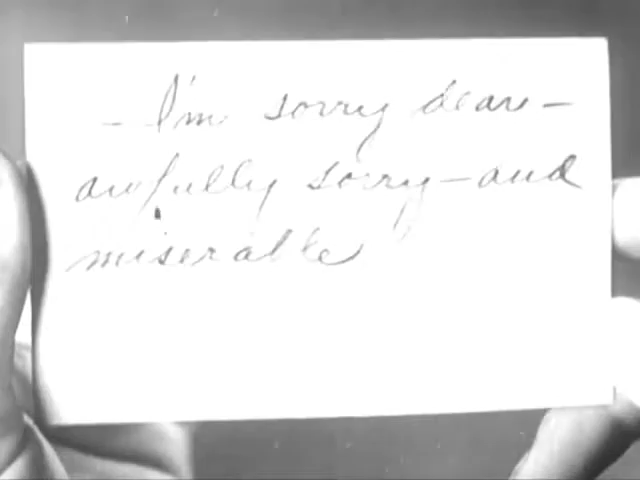 — I'm sorry dear —
awfully sorry — and
miserable